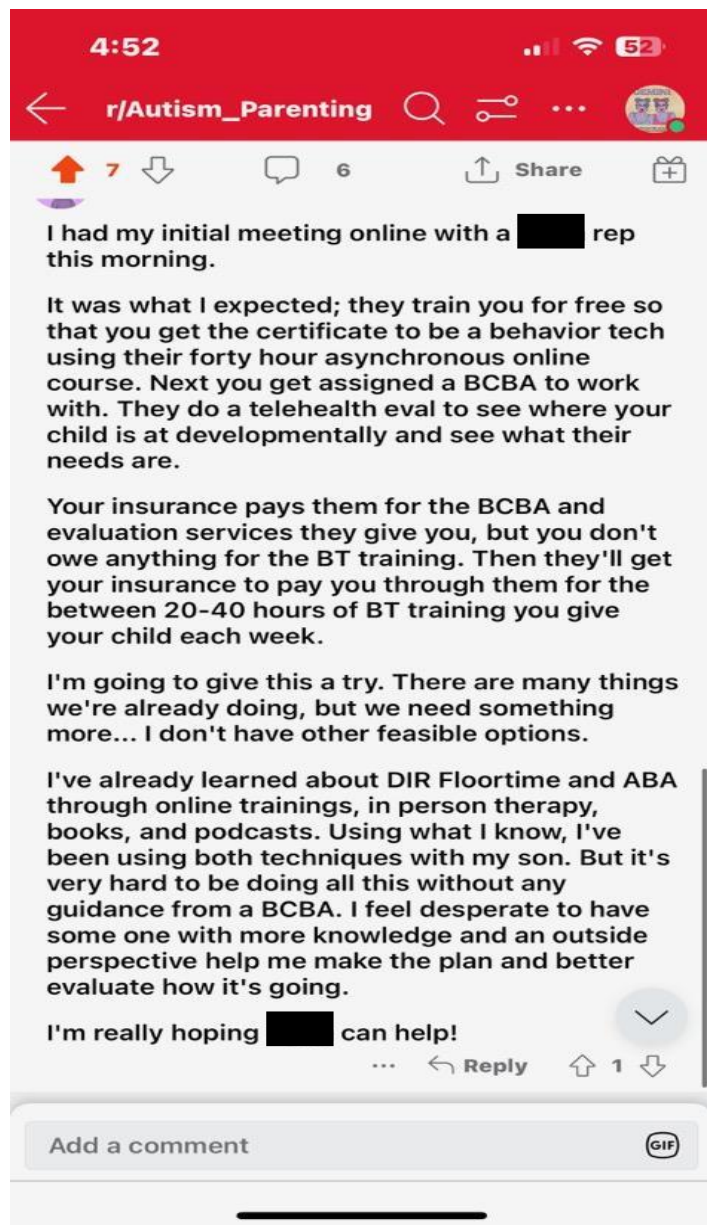 4:52
52
r/Autism_Parenting
7
6
Share
I had my initial meeting online with a rep
this morning.
It was what I expected; they train you for free so
that you get the certificate to be a behavior tech
using their forty hour asynchronous online
course. Next you get assigned a BCBA to work
with. They do a telehealth eval to see where your
child is at developmentally and see what their
needs are.
Your insurance pays them for the BCBA and
evaluation services they give you, but you don't
owe anything for the BT training. Then they'll get
your insurance to pay you through them for the
between 20-40 hours of BT training you give
your child each week.
I'm going to give this a try. There are many things
we're already doing, but we need something
more... I don't have other feasible options.
I've already learned about DIR Floortime and ABA
through online trainings, in person therapy,
books, and podcasts. Using what I know, I've
been using both techniques with my son. But it's
very hard to be doing all this without any
guidance from a BCBA. I feel desperate to have
some one with more knowledge and an outside
perspective help me make the plan and better
evaluate how it's going.
I'm really hoping can help!
Reply
1
Add a comment
GIF